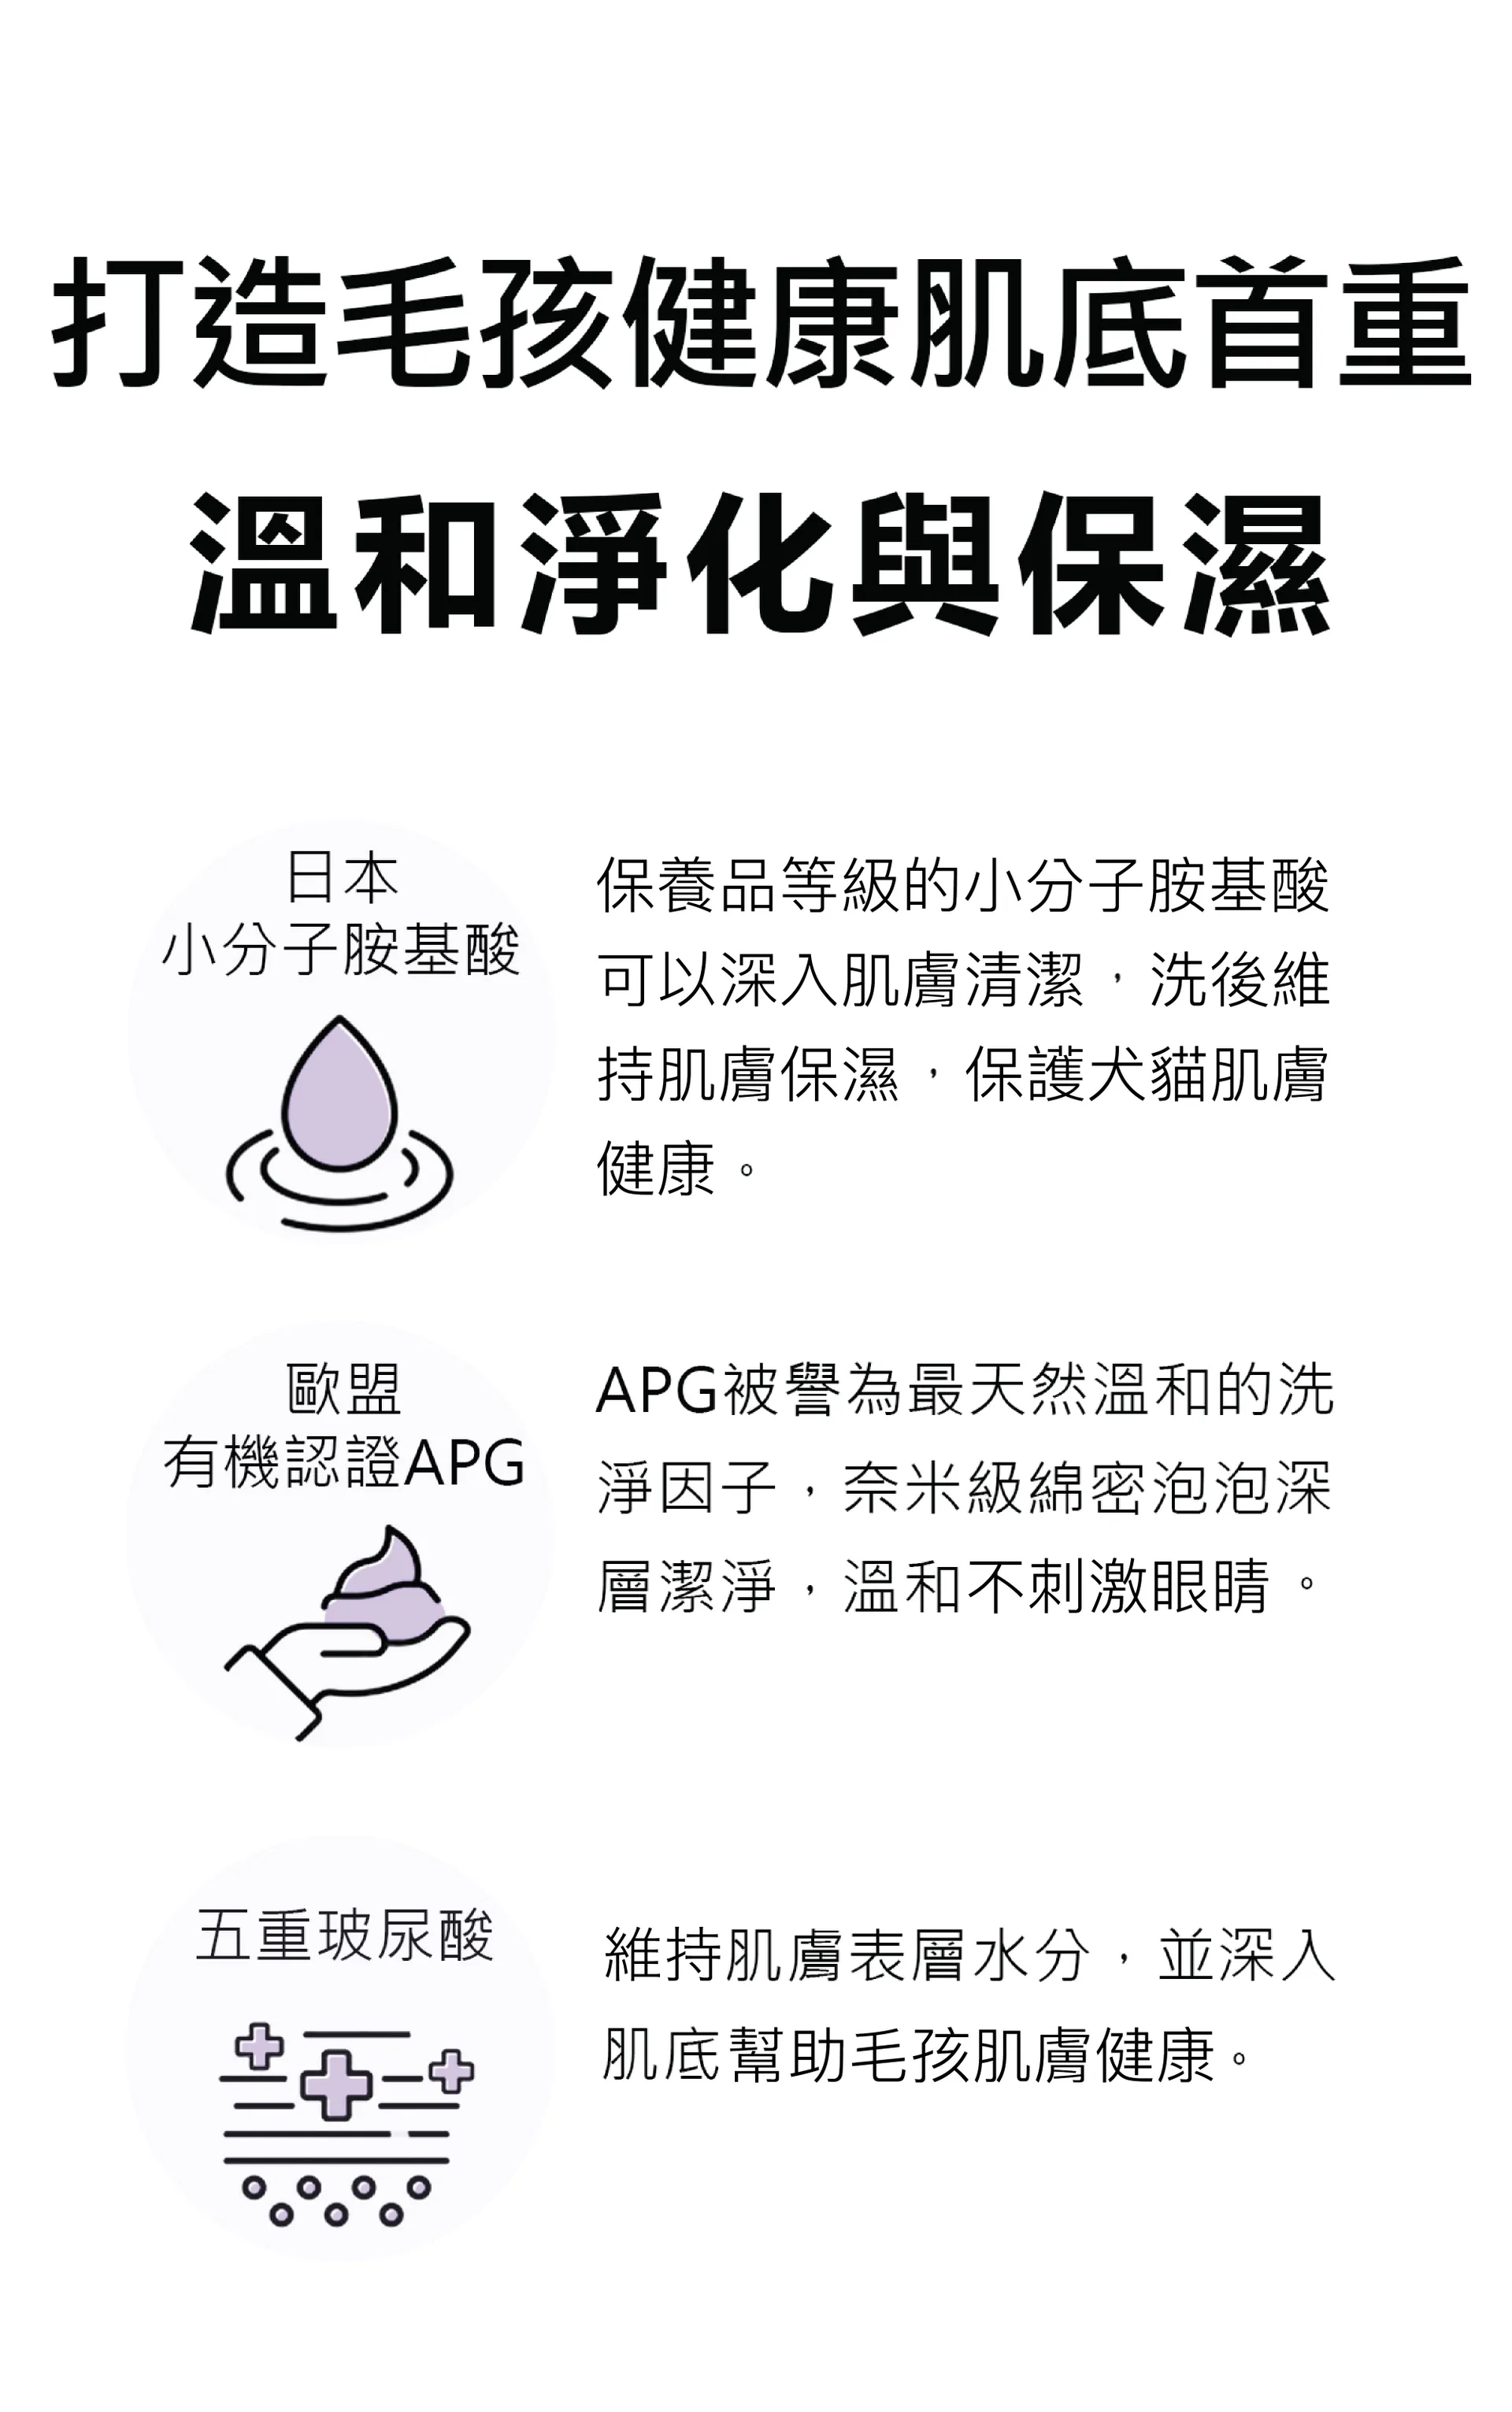 打造毛孩健康肌底首重
溫和淨化與保濕
日本
小分子胺基酸
保養品等級的小分子胺基酸
可以深入肌膚清潔，洗後維
持肌膚保濕，保護犬貓肌膚
健康。
歐盟
有機認證APG
APG被譽為最天然溫和的洗
淨因子，奈米級綿密泡泡深
層潔淨，溫和不刺激眼睛。
五重玻尿酸
維持肌膚表層水分，並深入
肌底幫助毛孩肌膚健康。